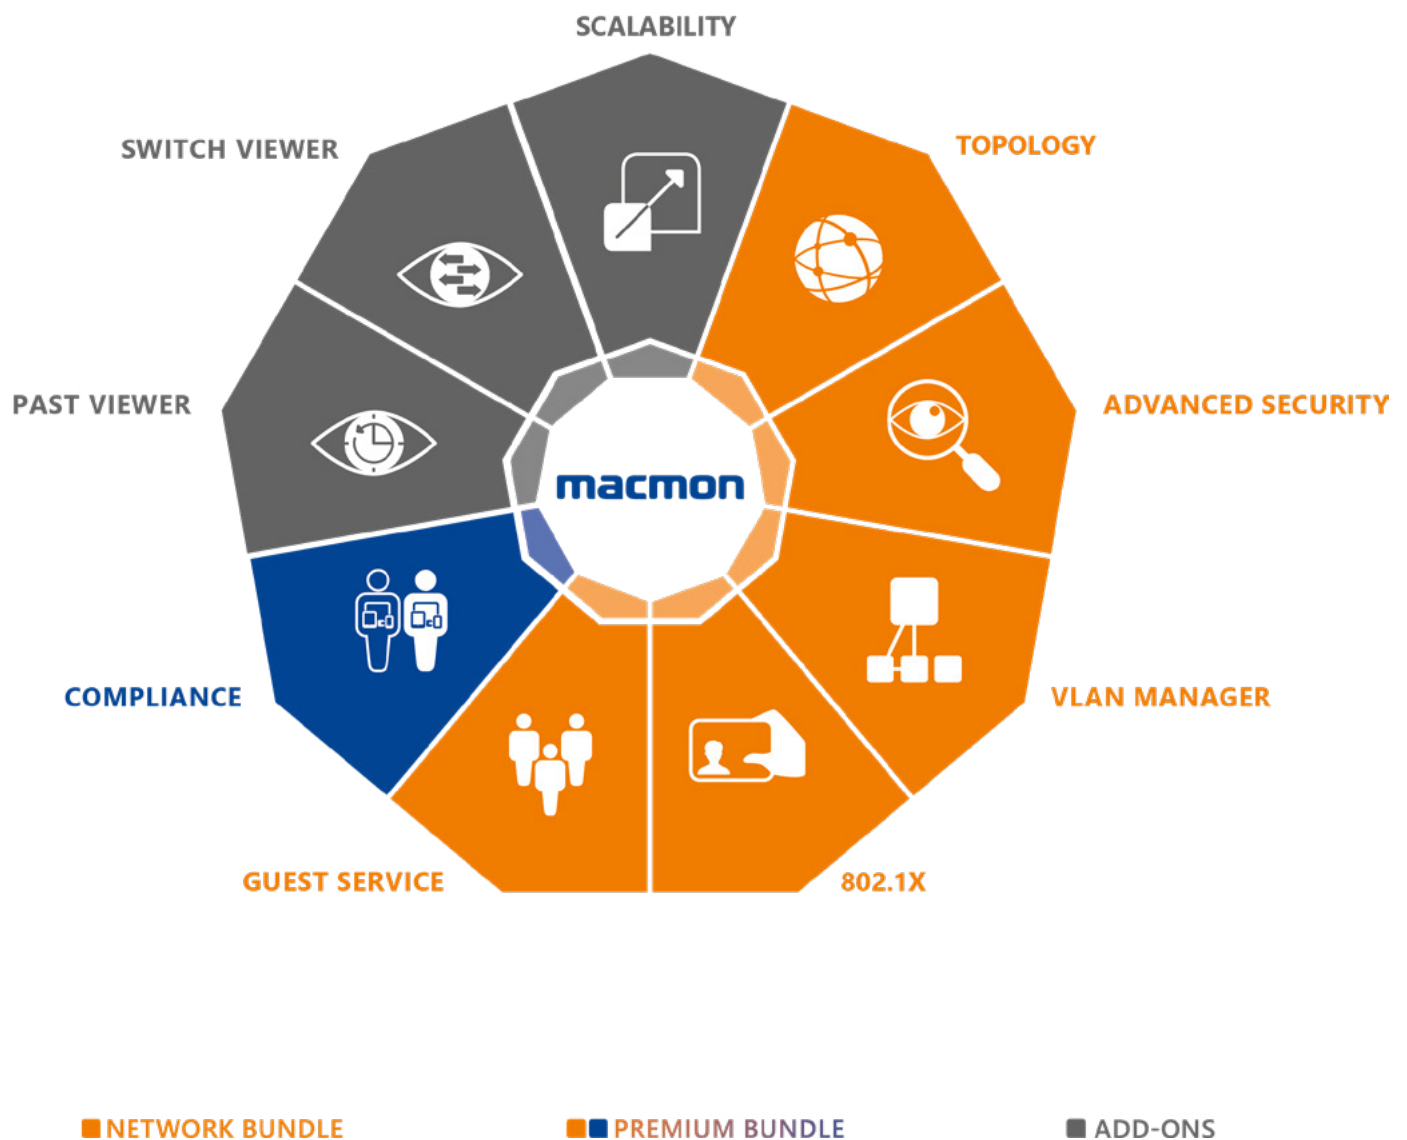 SCALABILITY
SWITCH VIEWER
TOPOLOGY
PAST VIEWER
ADVANCED SECURITY
macmon
COMPLIANCE
VLAN MANAGER
GUEST SERVICE
802.1X
NETWORK BUNDLE
PREMIUM BUNDLE
ADD-ONS